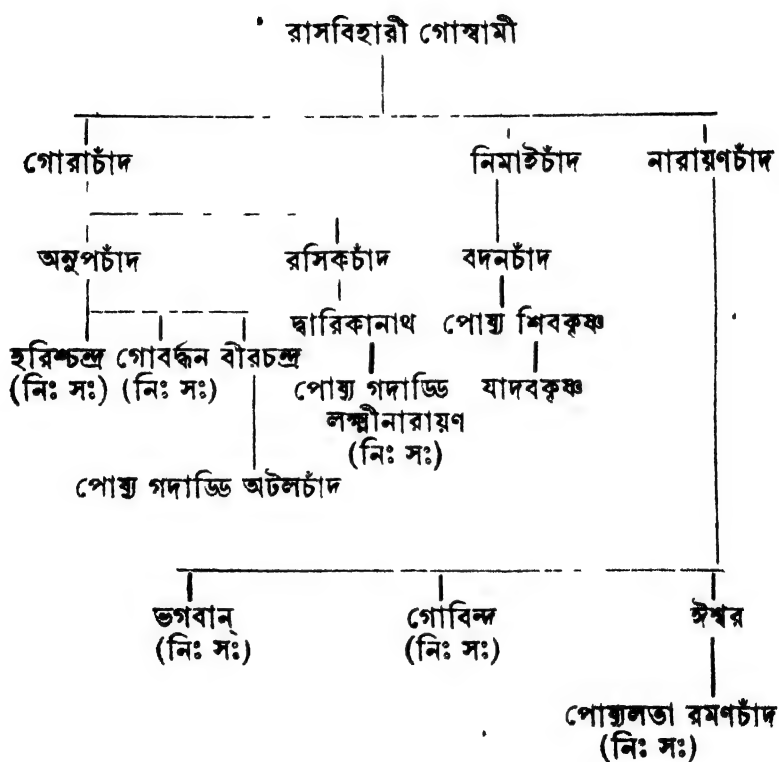 রাসবিহারী গোস্বামী
গোরাচাঁদ নিমাইচাঁদ নারায়ণচাঁদ
অনুপচাঁদ রসিকচাঁদ বদনচাঁদ
দ্বারিকানাথ পোষ্য শিবকৃষ্ণ
হরিশ্চন্দ্র গোবর্দ্ধন বীরচন্দ্র
(নিঃ সঃ) (নিঃ সঃ) পোষ্য গদাড্ডি যাদবকৃষ্ণ
লক্ষ্মীনারায়ণ
(নিঃ সঃ)
পোষ্য গদাড্ডি অটলচাঁদ
ভগবান্ গোবিন্দ ঈশ্বর
(নিঃ সঃ) (নিঃ সঃ)
পোষ্যলতা রমণচাঁদ
(নিঃ সঃ)